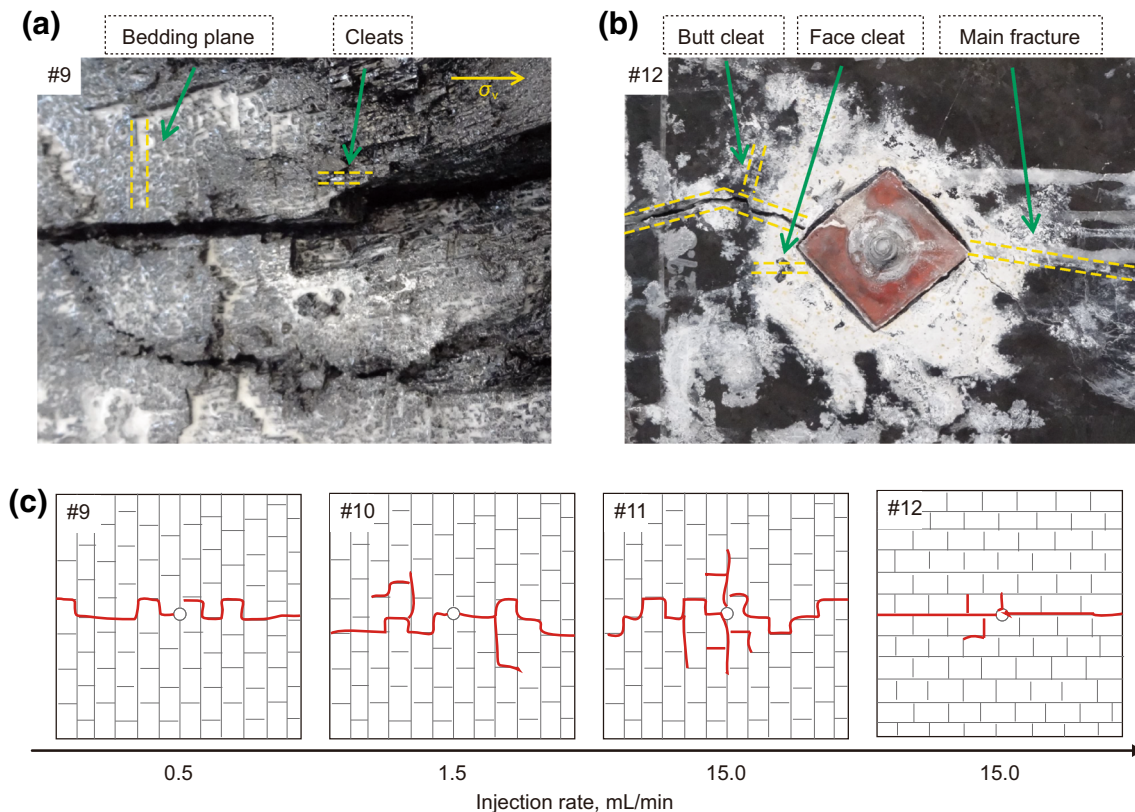 (a)
Bedding plane
Cleats
#9
σv
(b)
Butt cleat
Face cleat
Main fracture
#12
(c)
#9
#10
#11
#12
0.5
1.5
15.0
15.0
Injection rate, mL/min